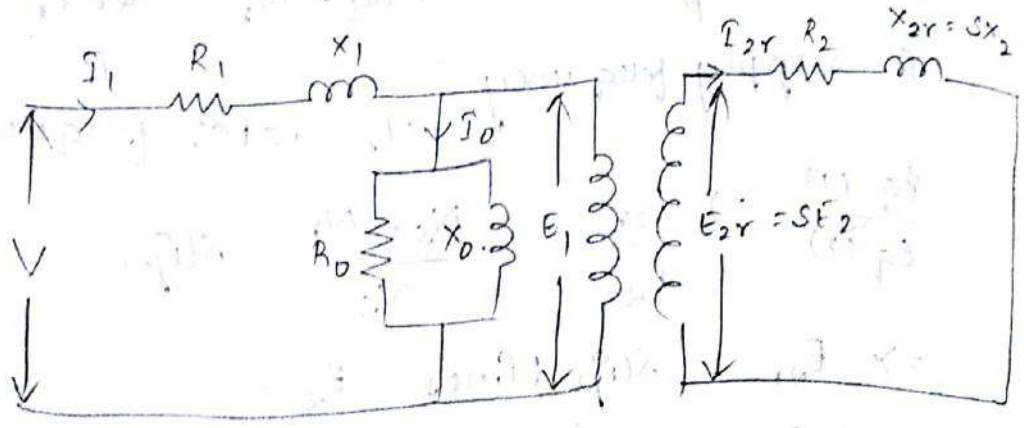 I₁ R₁ X₁ I₂ᵣ R₂ X₂ᵣ = SX₂
I₀
V R₀ X₀ E₁ E₂ᵣ = SE₂